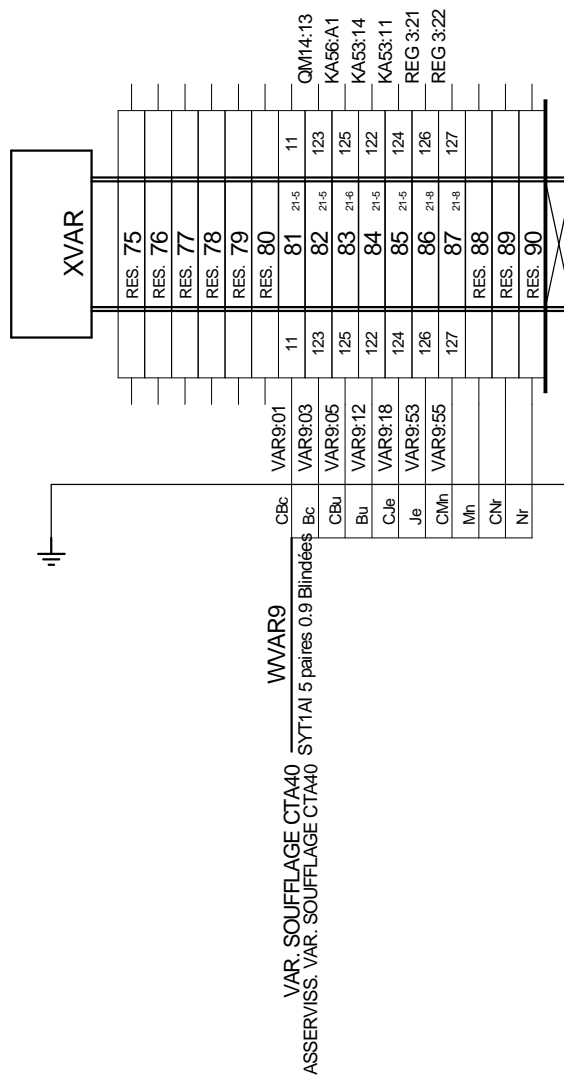 XVAR
RES. 75
RES. 76
RES. 77
RES. 78
RES. 79
RES. 80
WVAR9
CBc VAR9:01 11 81 21-5 11
VAR. SOUFFLAGE CTA40 SYT1AI 5 paires 0.9 Blindées
ASSERVISS. VAR. SOUFFLAGE CTA40
Bc VAR9:03 123 82 21-5 123 QM14:13
CBu VAR9:05 125 83 21-6 125 KA56:A1
Bu VAR9:12 122 84 21-5 122 KA53:14
CJe VAR9:18 124 85 21-5 124 KA53:11
Je VAR9:53 126 86 21-8 126 REG 3:21
CMn VAR9:55 127 87 21-8 127 REG 3:22
Mn RES. 88
CNr RES. 89
Nr RES. 90